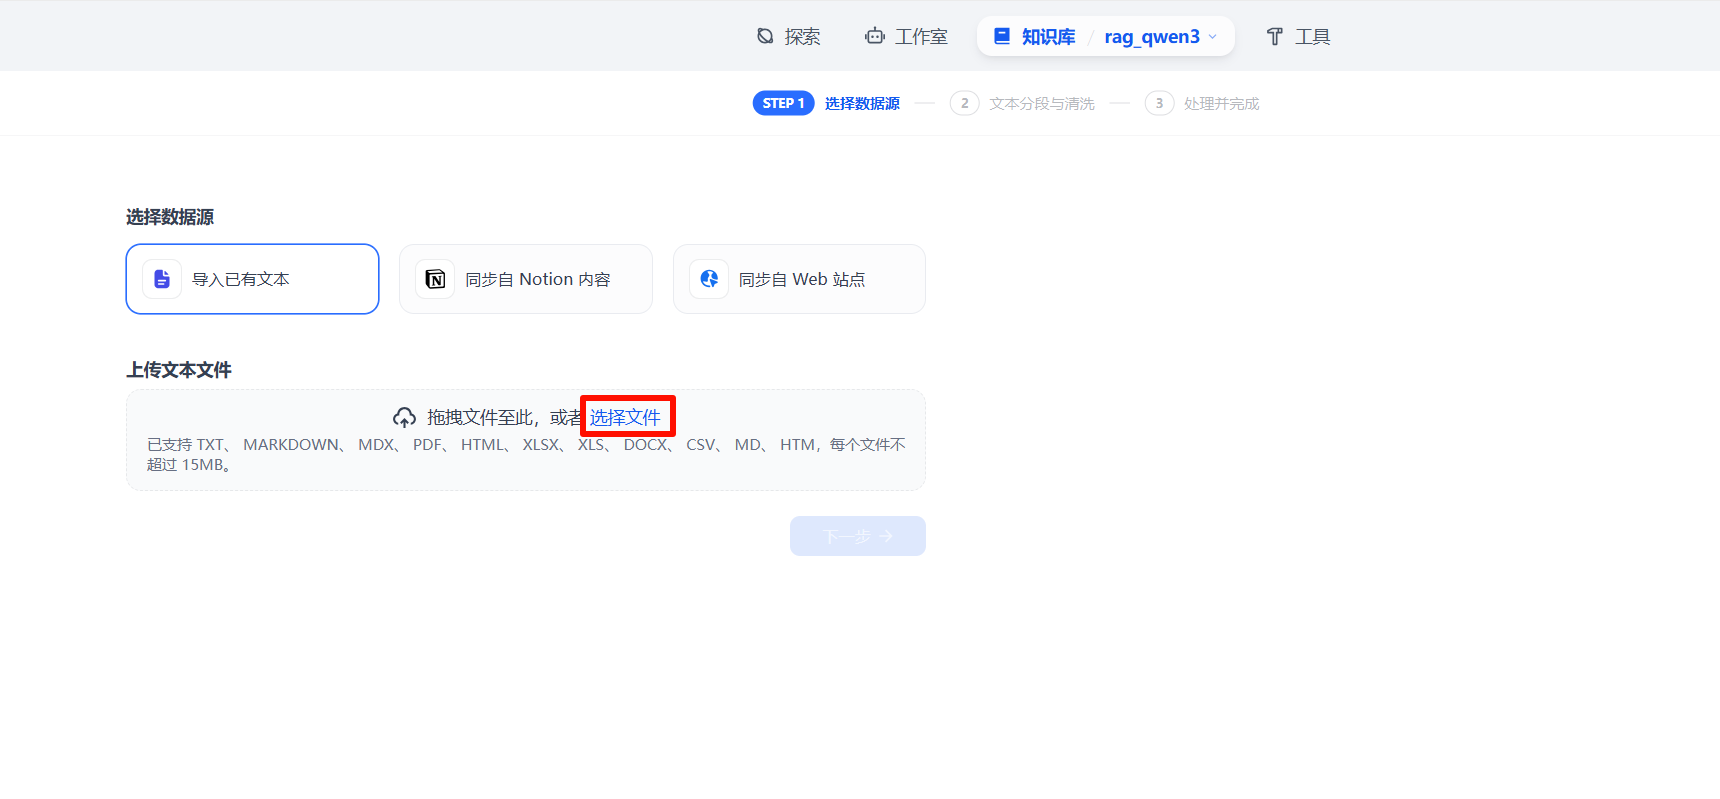 探索 工作室 知识库 / rag_qwen3 工具
STEP 1 选择数据源 2 文本分段与清洗 3 处理并完成
选择数据源
导入已有文本 同步自 Notion 内容 同步自 Web 站点
上传文本文件
拖拽文件至此，或者选择文件
已支持 TXT、 MARKDOWN、 MDX、 PDF、 HTML、 XLSX、 XLS、 DOCX、 CSV、 MD、 HTM，每个文件不
超过 15MB。
下一步 →